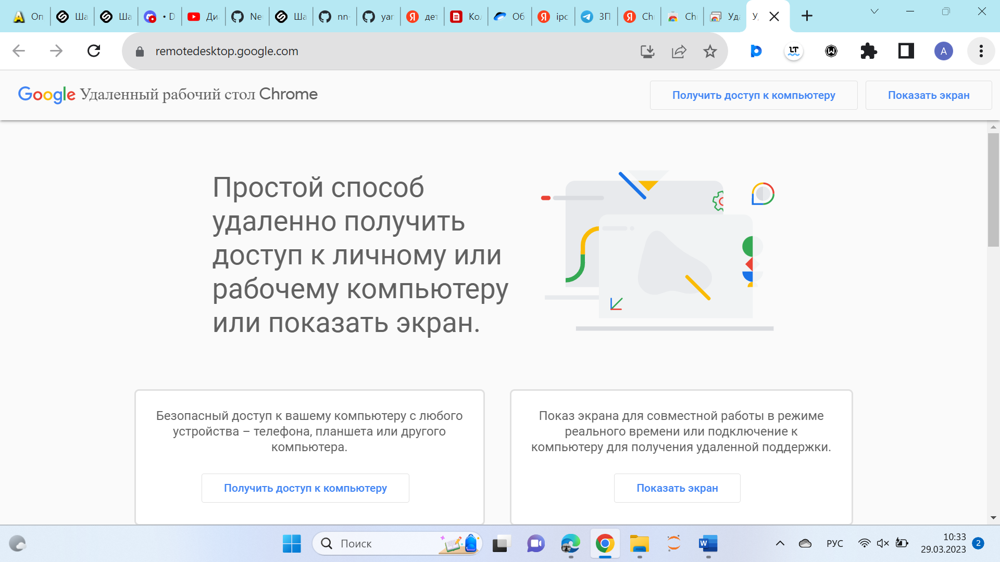 Оп
Ша
Ша
• D
Ди
Ne
Ша
nn-
yar
дет
Кол
Об
ipc
ЗП
Chr
Chr
Уда
У
remotedesktop.google.com
A
Google Удаленный рабочий стол Chrome
Получить доступ к компьютеру
Показать экран
Простой способ
удаленно получить
доступ к личному или
рабочему компьютеру
или показать экран.
Безопасный доступ к вашему компьютеру с любого
устройства – телефона, планшета или другого
компьютера.
Получить доступ к компьютеру
Показ экрана для совместной работы в режиме
реального времени или подключение к
компьютеру для получения удаленной поддержки.
Показать экран
Поиск
РУС
10:33
29.03.2023
2